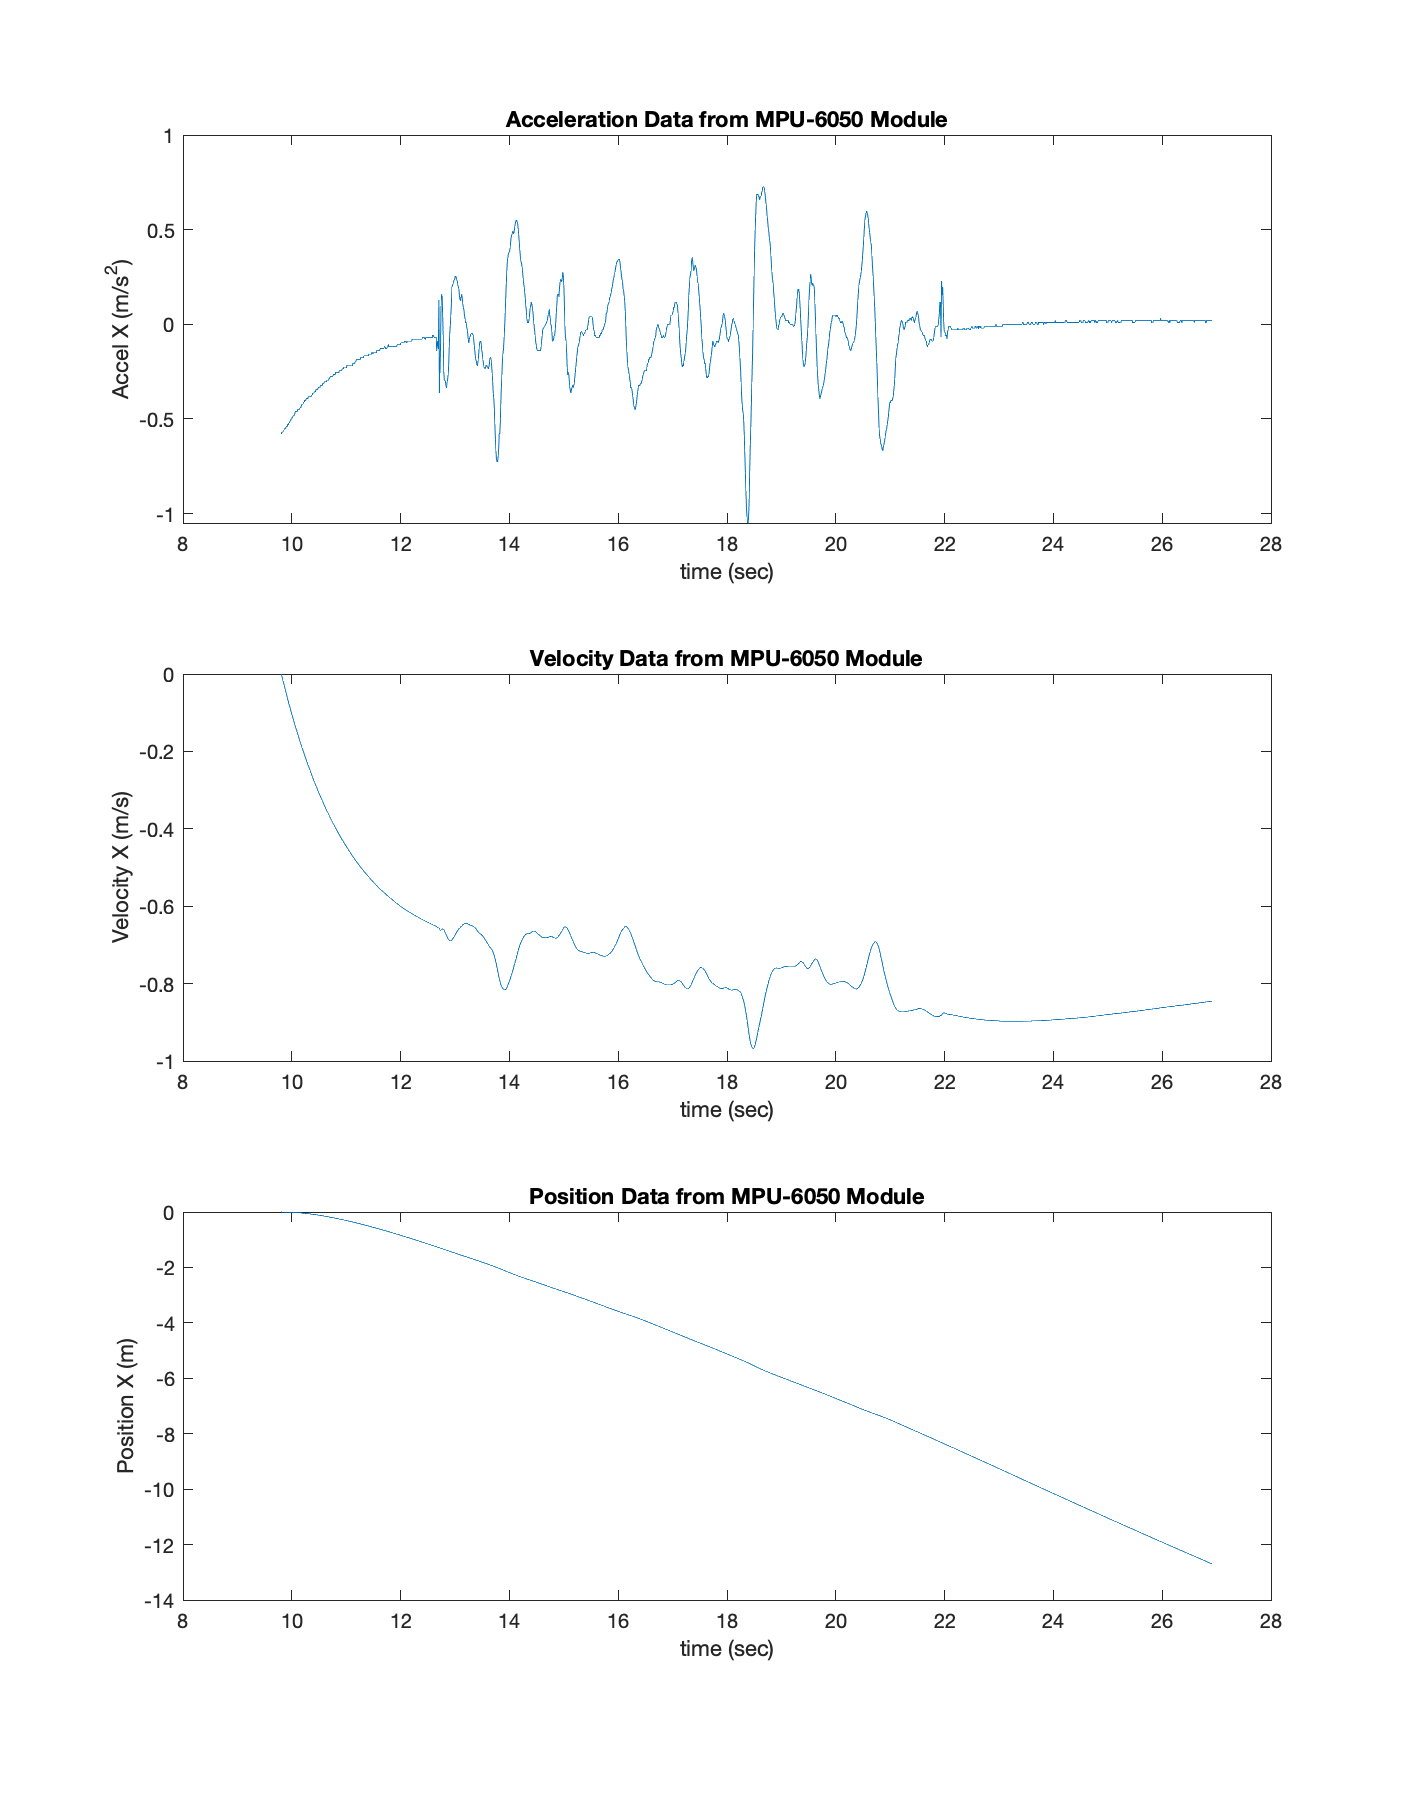 Acceleration Data from MPU-6050 Module
1
0.5
0
-0.5
-1
Accel X (m/s²)
8 10 12 14 16 18 20 22 24 26 28
time (sec)
Velocity Data from MPU-6050 Module
0
-0.2
-0.4
-0.6
-0.8
-1
Velocity X (m/s)
8 10 12 14 16 18 20 22 24 26 28
time (sec)
Position Data from MPU-6050 Module
0
-2
-4
-6
-8
-10
-12
-14
Position X (m)
8 10 12 14 16 18 20 22 24 26 28
time (sec)